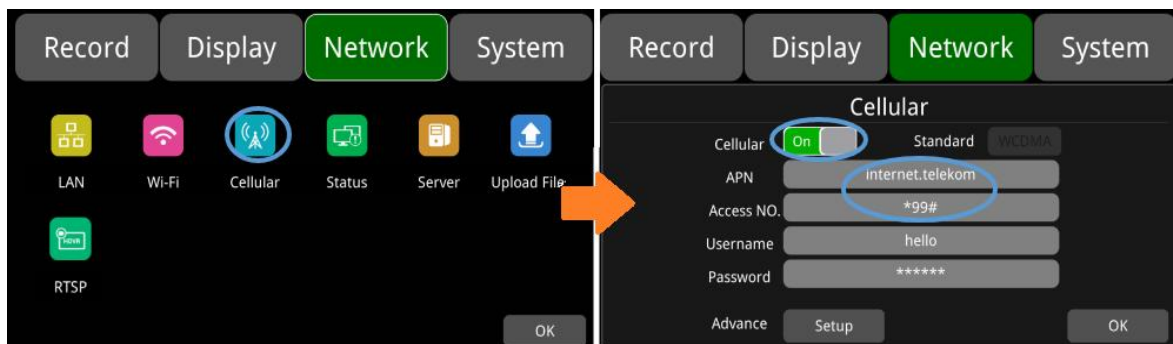 Record Display Network System
LAN Wi-Fi Cellular Status Server Upload File
HDVR
RTSP
OK
Record Display Network System
Cellular
Cellular On Standard WCDMA
APN internet.telekom
Access NO. *99#
Username hello
Password ******
Advance Setup OK